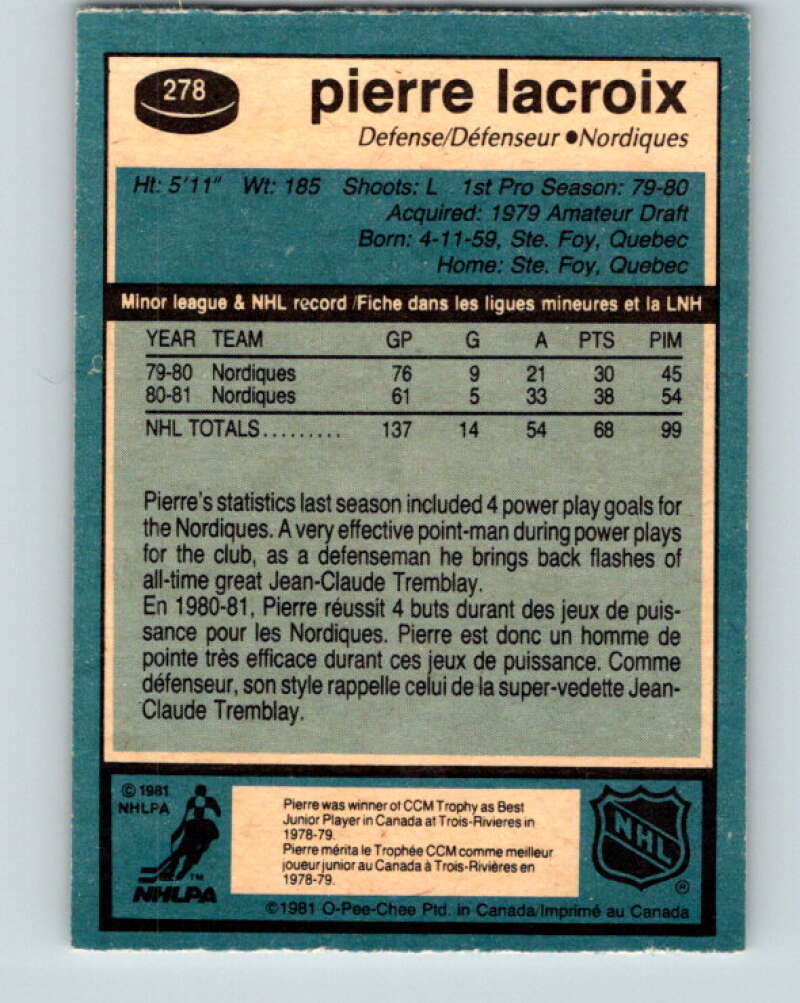 278
pierre lacroix
Defense/Défenseur ●Nordiques
Ht: 5'11" Wt: 185 Shoots: L 1st Pro Season: 79-80
Acquired: 1979 Amateur Draft
Born: 4-11-59, Ste. Foy, Quebec
Home: Ste. Foy, Quebec
Minor league & NHL record /Fiche dans les ligues mineures et la LNH
YEAR TEAM GP G A PTS PIM
79-80 Nordiques 76 9 21 30 45
80-81 Nordiques 61 5 33 38 54
NHL TOTALS......... 137 14 54 68 99
Pierre's statistics last season included 4 power play goals for
the Nordiques. A very effective point-man during power plays
for the club, as a defenseman he brings back flashes of
all-time great Jean-Claude Tremblay.
En 1980-81, Pierre réussit 4 buts durant des jeux de puis-
sance pour les Nordiques. Pierre est donc un homme de
pointe très efficace durant ces jeux de puissance. Comme
défenseur, son style rappelle celui de la super-vedette Jean-
Claude Tremblay.
© 1981
NHLPA
TM
NHLPA
Pierre was winner of CCM Trophy as Best
Junior Player in Canada at Trois-Rivieres in
1978-79.
Pierre mérita le Trophée CCM comme meilleur
joueur junior au Canada à Trois-Rivières en
1978-79.
NHL
®
©1981 O-Pee-Chee Ptd. in Canada/Imprimé au Canada